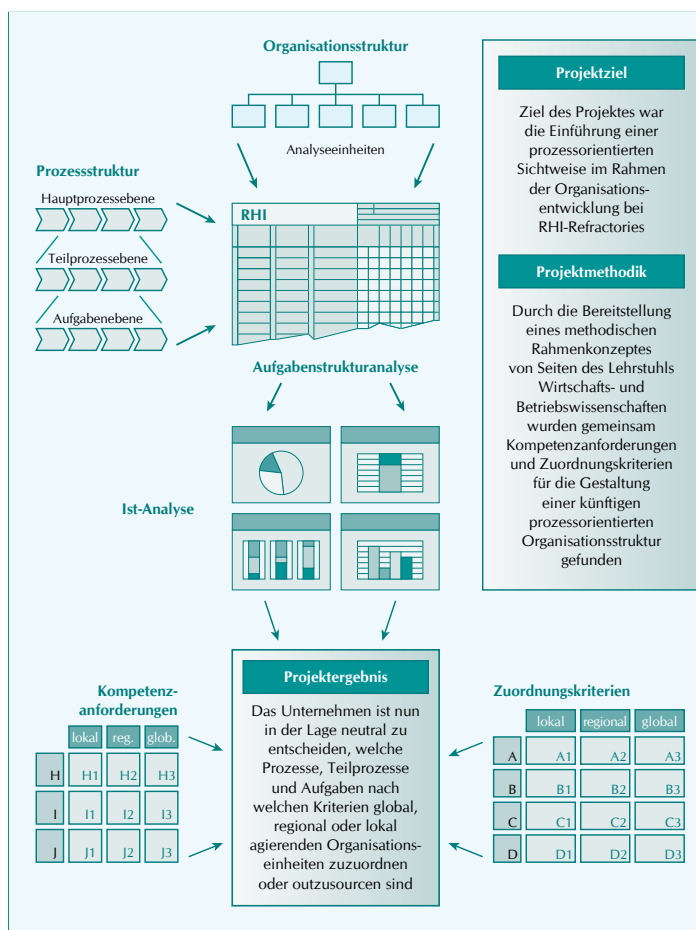 Organisationsstruktur
Analyseeinheiten
Prozessstruktur
Hauptprozessebene
Teilprozessebene
Aufgabenebene
RHI
Aufgabenstrukturanalyse
Ist-Analyse
Projektziel
Ziel des Projektes war
die Einführung einer
prozessorientierten
Sichtweise im Rahmen
der Organisations-
entwicklung bei
RHI-Refractories
Projektmethodik
Durch die Bereitstellung
eines methodischen
Rahmenkonzeptes
von Seiten des Lehrstuhls
Wirtschafts- und
Betriebswissenschaften
wurden gemeinsam
Kompetenzanforderungen
und Zuordnungskriterien
für die Gestaltung
einer künftigen
prozessorientierten
Organisationsstruktur
gefunden
Kompetenz-
anforderungen
lokal reg. glob.
H H1 H2 H3
I I1 I2 I3
J J1 J2 J3
Projektergebnis
Das Unternehmen ist nun
in der Lage neutral zu
entscheiden, welche
Prozesse, Teilprozesse
und Aufgaben nach
welchen Kriterien global,
regional oder lokal
agierenden Organisations-
einheiten zuzuordnen
oder outzusourcen sind
Zuordnungskriterien
lokal regional global
A A1 A2 A3
B B1 B2 B3
C C1 C2 C3
D D1 D2 D3